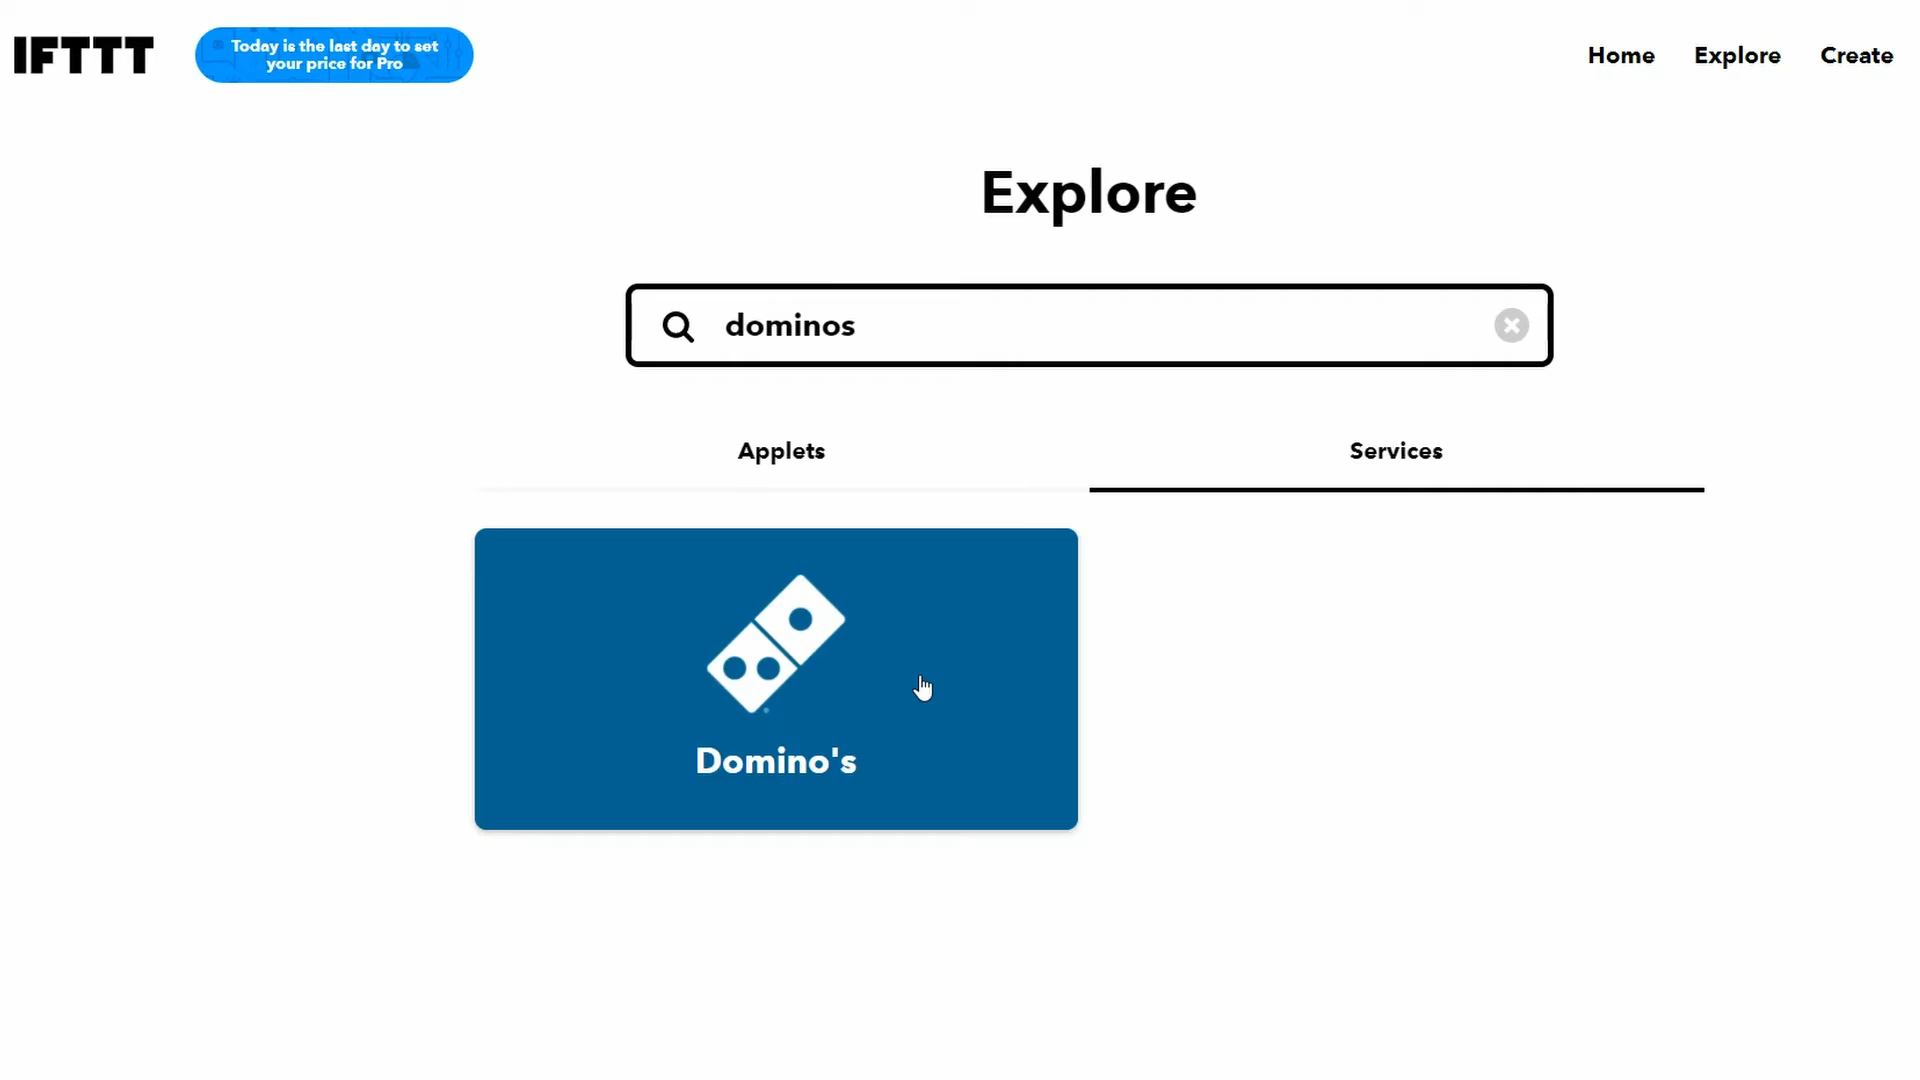 IFTTT
Today is the last day to set
your price for Pro
Home
Explore
Create
Explore
dominos
Applets
Services
Domino's